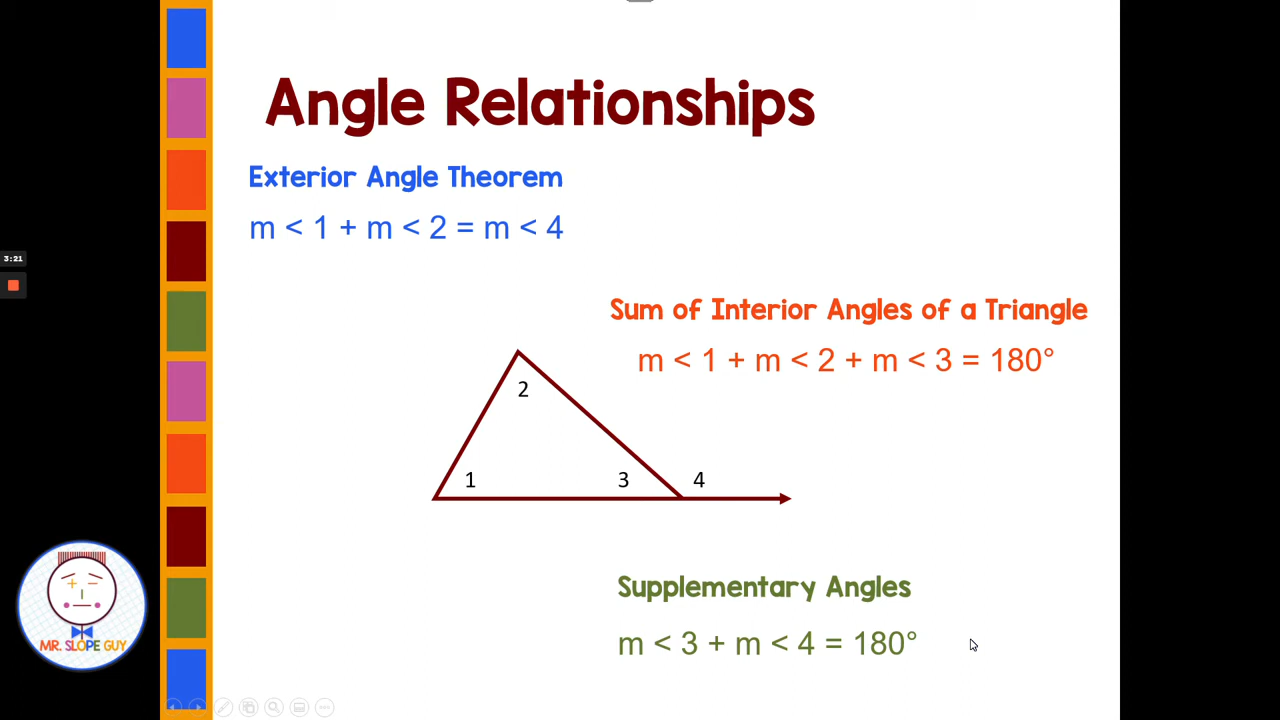 Angle Relationships
Exterior Angle Theorem
m < 1 + m < 2 = m < 4
3:21
Sum of Interior Angles of a Triangle
m < 1 + m < 2 + m < 3 = 180°
2
1
3
4
Supplementary Angles
m < 3 + m < 4 = 180°
MR. SLOPE GUY